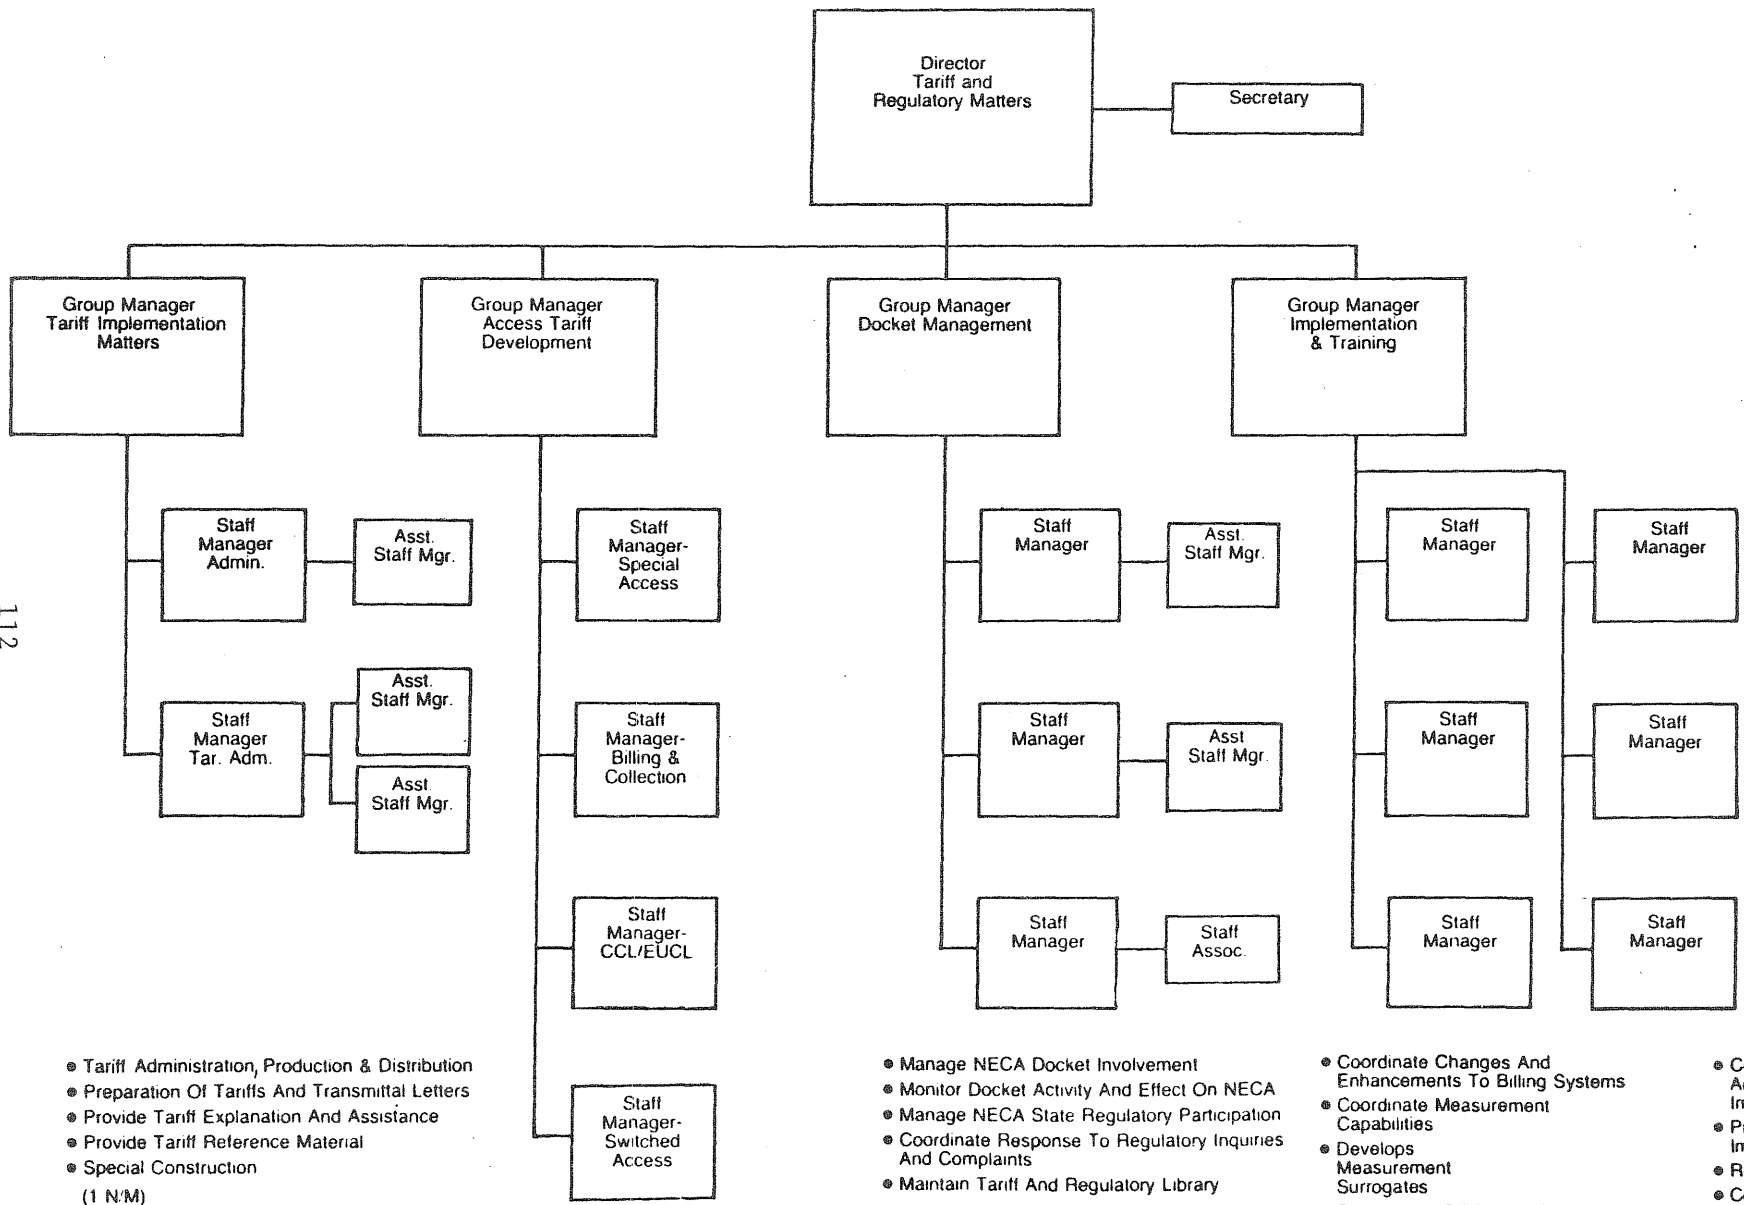 Director
Tariff and
Regulatory Matters
Secretary
Group Manager
Tariff Implementation
Matters
Group Manager
Access Tariff
Development
Group Manager
Docket Management
Group Manager
Implementation
& Training
Staff
Manager
Admin.
Asst.
Staff Mgr.
Staff
Manager
Tar. Adm.
Asst.
Staff Mgr.
Asst.
Staff Mgr.
Staff
Manager-
Special
Access
Staff
Manager-
Billing &
Collection
Staff
Manager-
CCL/EUCL
Staff
Manager-
Switched
Access
Staff
Manager
Asst.
Staff Mgr.
Staff
Manager
Asst
Staff Mgr.
Staff
Manager
Staff
Assoc.
Staff
Manager
Staff
Manager
Staff
Manager
Staff
Manager
Staff
Manager
Staff
Manager
112
• Tariff Administration, Production & Distribution
• Preparation Of Tariffs And Transmittal Letters
• Provide Tariff Explanation And Assistance
• Provide Tariff Reference Material
• Special Construction
(1 N/M)
• Manage NECA Docket Involvement
• Monitor Docket Activity And Effect On NECA
• Manage NECA State Regulatory Participation
• Coordinate Response To Regulatory Inquiries
And Complaints
• Maintain Tariff And Regulatory Library
• Coordinate Changes And
Enhancements To Billing Systems
• Coordinate Measurement
Capabilities
• Develops
Measurement
Surrogates